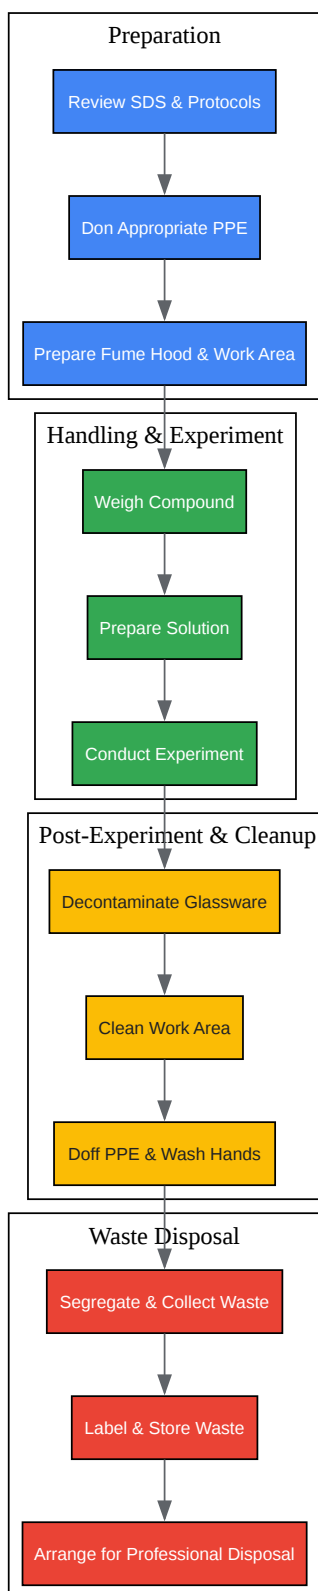 Preparation
Review SDS & Protocols
Don Appropriate PPE
Prepare Fume Hood & Work Area
Handling & Experiment
Weigh Compound
Prepare Solution
Conduct Experiment
Post-Experiment & Cleanup
Decontaminate Glassware
Clean Work Area
Doff PPE & Wash Hands
Waste Disposal
Segregate & Collect Waste
Label & Store Waste
Arrange for Professional Disposal